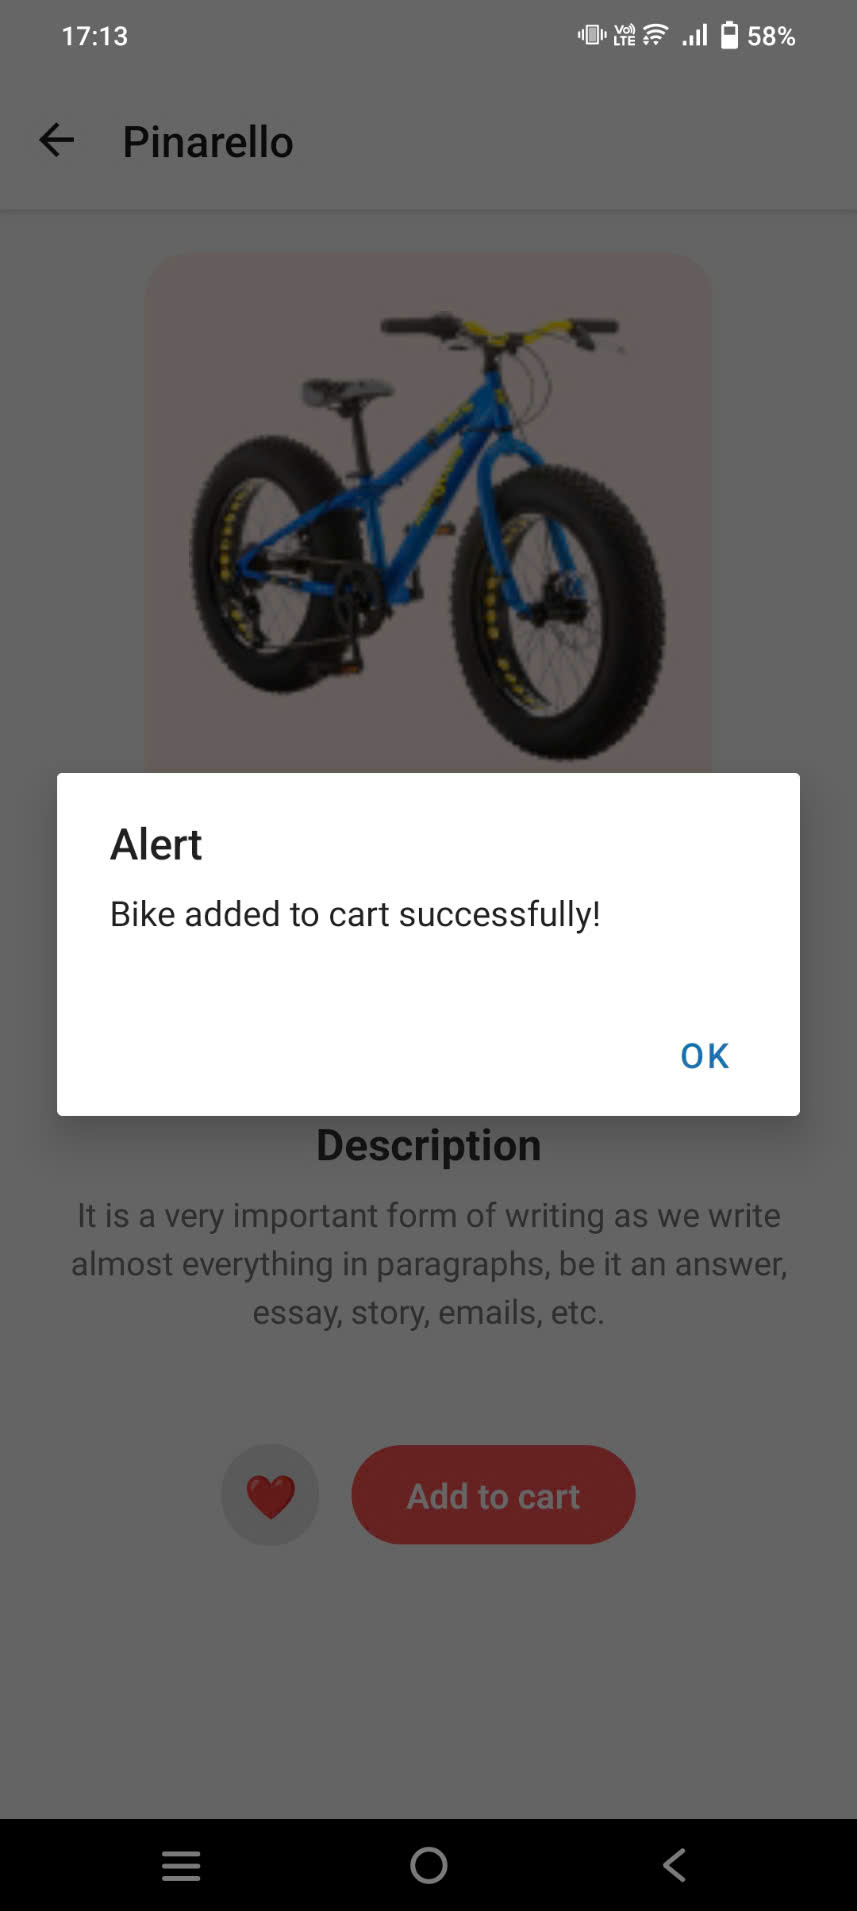 17:13
Vo) LTE 58%
Pinarello
Alert
Bike added to cart successfully!
OK
Description
It is a very important form of writing as we write
almost everything in paragraphs, be it an answer,
essay, story, emails, etc.
Add to cart